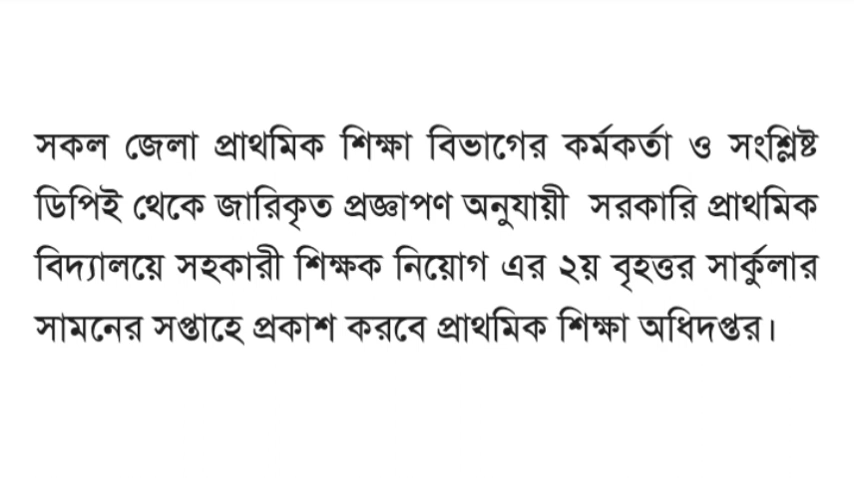 সকল জেলা প্রাথমিক শিক্ষা বিভাগের কর্মকর্তা ও সংশ্লিষ্ট
ডিপিই থেকে জারিকৃত প্রজ্ঞাপণ অনুযায়ী সরকারি প্রাথমিক
বিদ্যালয়ে সহকারী শিক্ষক নিয়োগ এর ২য় বৃহত্তর সার্কুলার
সামনের সপ্তাহে প্রকাশ করবে প্রাথমিক শিক্ষা অধিদপ্তর।